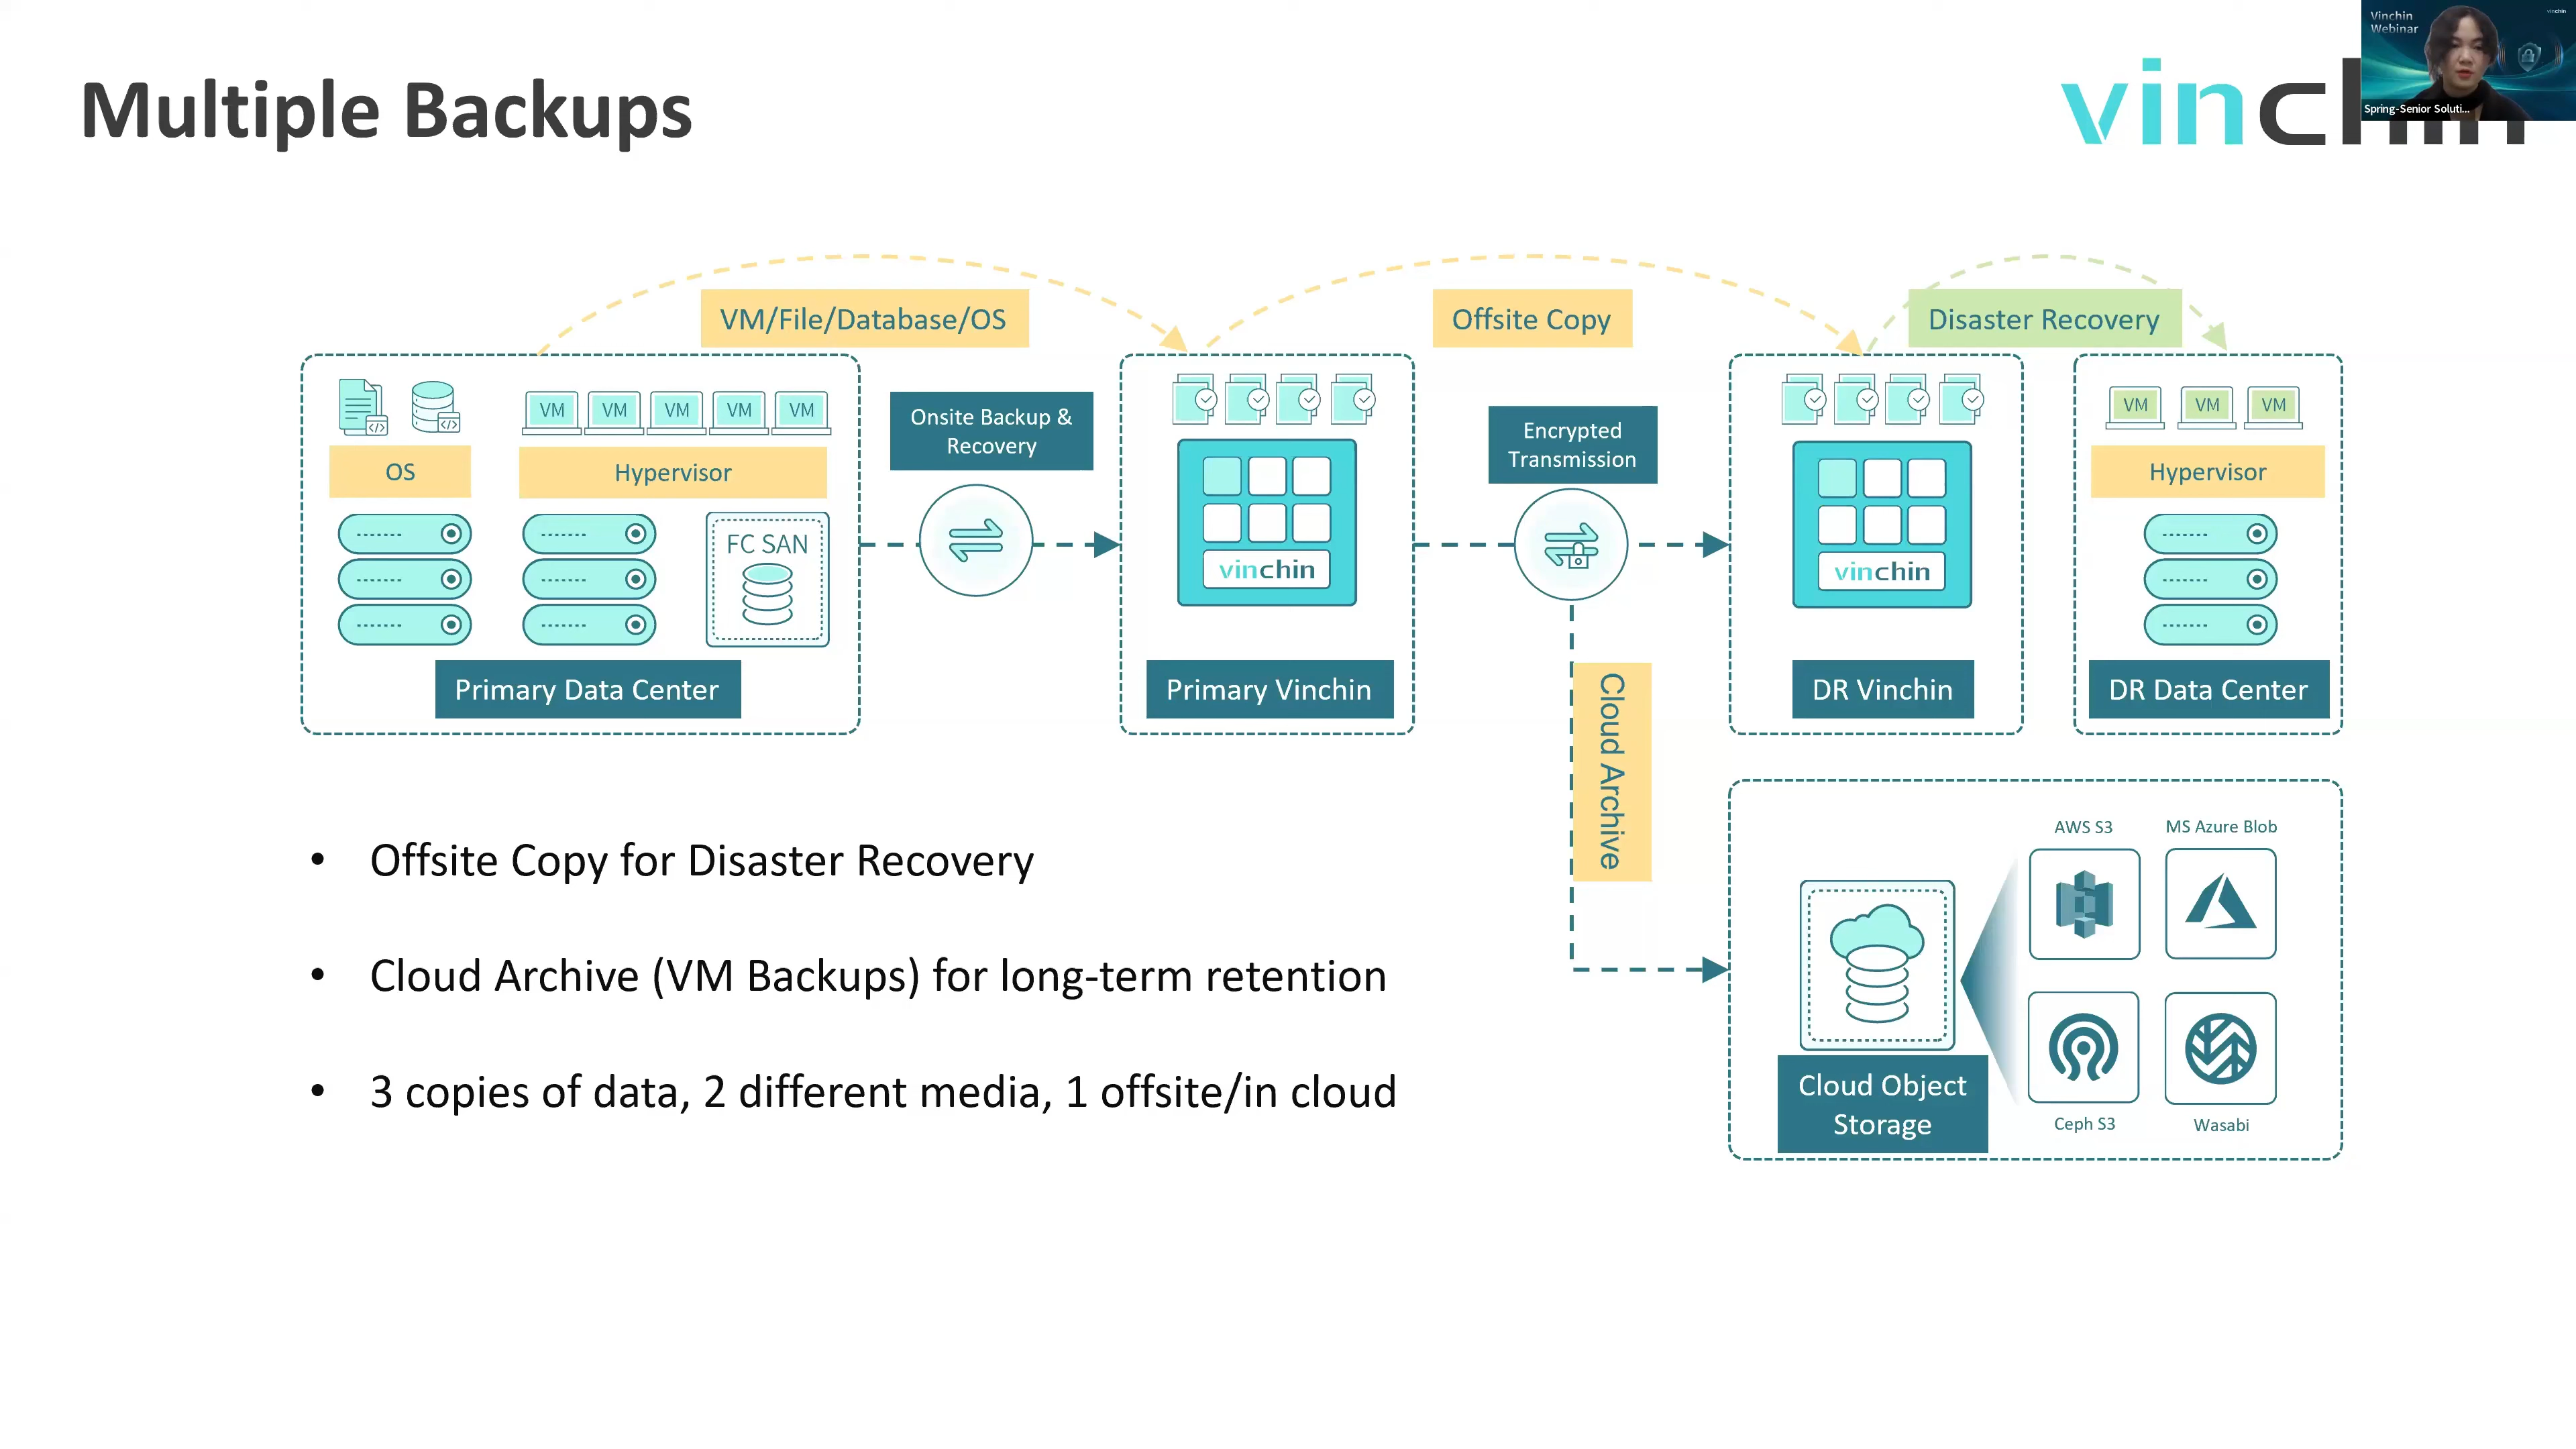 Multiple Backups
vinch
Vinchin
Webinar
vinchin
Spring-Senior Soluti...
VM/File/Database/OS
Offsite Copy
Disaster Recovery
VM VM VM VM VM
Onsite Backup &
Recovery
Encrypted
Transmission
VM VM VM
OS
Hypervisor
Hypervisor
FC SAN
vinchin
vinchin
Primary Data Center
Primary Vinchin
DR Vinchin
DR Data Center
Cloud Archive
• Offsite Copy for Disaster Recovery
• Cloud Archive (VM Backups) for long-term retention
• 3 copies of data, 2 different media, 1 offsite/in cloud
AWS S3
MS Azure Blob
Cloud Object
Storage
Ceph S3
Wasabi